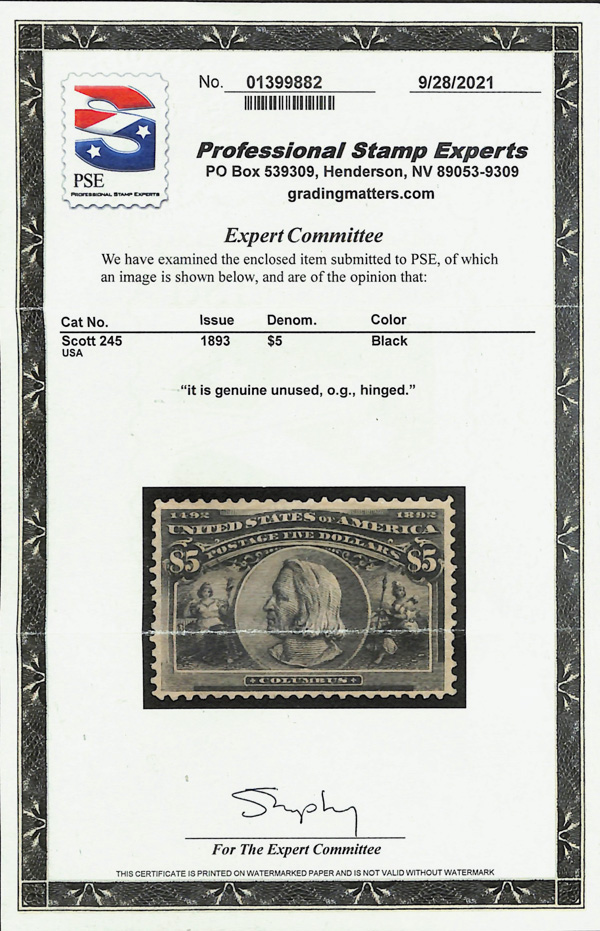 No. 01399882 9/28/2021
PSE
PROFESSIONAL STAMP EXPERTS
Professional Stamp Experts
PO Box 539309, Henderson, NV 89053-9309
gradingmatters.com
Expert Committee
We have examined the enclosed item submitted to PSE, of which
an image is shown below, and are of the opinion that:
Cat No. Issue Denom. Color
Scott 245 1893 $5 Black
USA
“it is genuine unused, o.g., hinged.”
1492 1892
UNITED STATES OF AMERICA
POSTAGE FIVE DOLLARS
$5 $5
COLUMBUS
For The Expert Committee
THIS CERTIFICATE IS PRINTED ON WATERMARKED PAPER AND IS NOT VALID WITHOUT WATERMARK